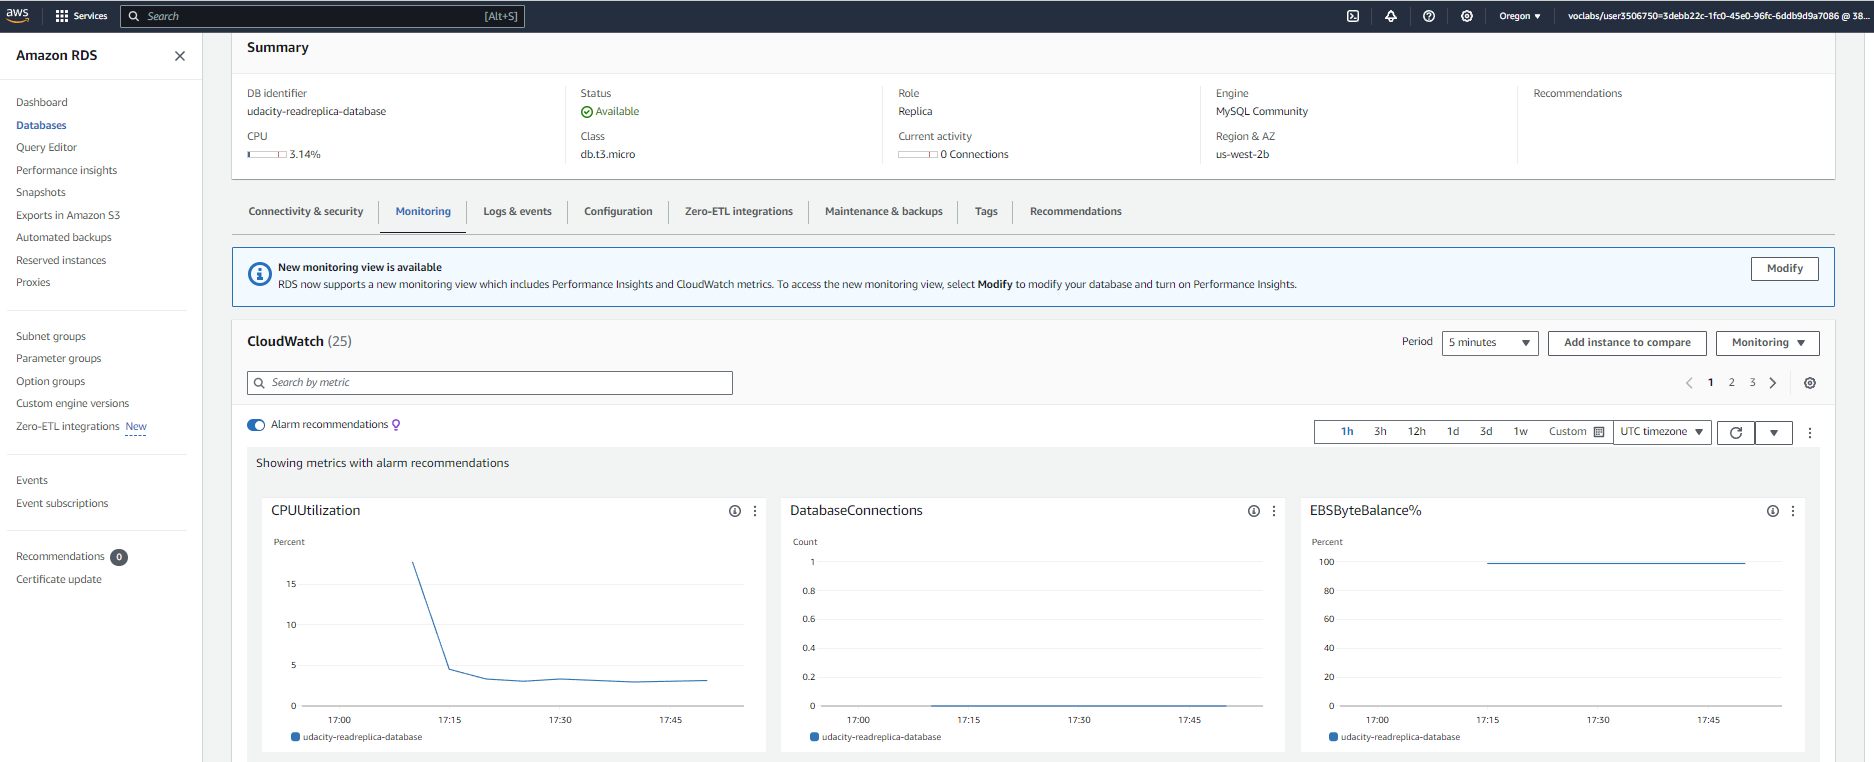 aws
Services
Search
[Alt+S]
Oregon ▼
voclabs/user3506750=3debb22c-1fc0-45e0-96fc-6ddb9d9a7086 @ 38...
Amazon RDS
Dashboard
Databases
Query Editor
Performance insights
Snapshots
Exports in Amazon S3
Automated backups
Reserved instances
Proxies
Subnet groups
Parameter groups
Option groups
Custom engine versions
Zero-ETL integrations New
Events
Event subscriptions
Recommendations 0
Certificate update
Summary
DB identifier
udacity-readreplica-database
CPU
3.14%
Status
Available
Class
db.t3.micro
Role
Replica
Current activity
0 Connections
Engine
MySQL Community
Region & AZ
us-west-2b
Recommendations
Connectivity & security
Monitoring
Logs & events
Configuration
Zero-ETL integrations
Maintenance & backups
Tags
Recommendations
New monitoring view is available
RDS now supports a new monitoring view which includes Performance Insights and CloudWatch metrics. To access the new monitoring view, select Modify to modify your database and turn on Performance Insights.
Modify
CloudWatch (25)
Period
5 minutes
Add instance to compare
Monitoring
Search by metric
1 2 3
Alarm recommendations
1h 3h 12h 1d 3d 1w Custom
UTC timezone
Showing metrics with alarm recommendations
CPUUtilization
Percent
15
10
5
0
17:00 17:15 17:30 17:45
udacity-readreplica-database
DatabaseConnections
Count
1
0.8
0.6
0.4
0.2
0
17:00 17:15 17:30 17:45
udacity-readreplica-database
EBSByteBalance%
Percent
100
80
60
40
20
0
17:00 17:15 17:30 17:45
udacity-readreplica-database